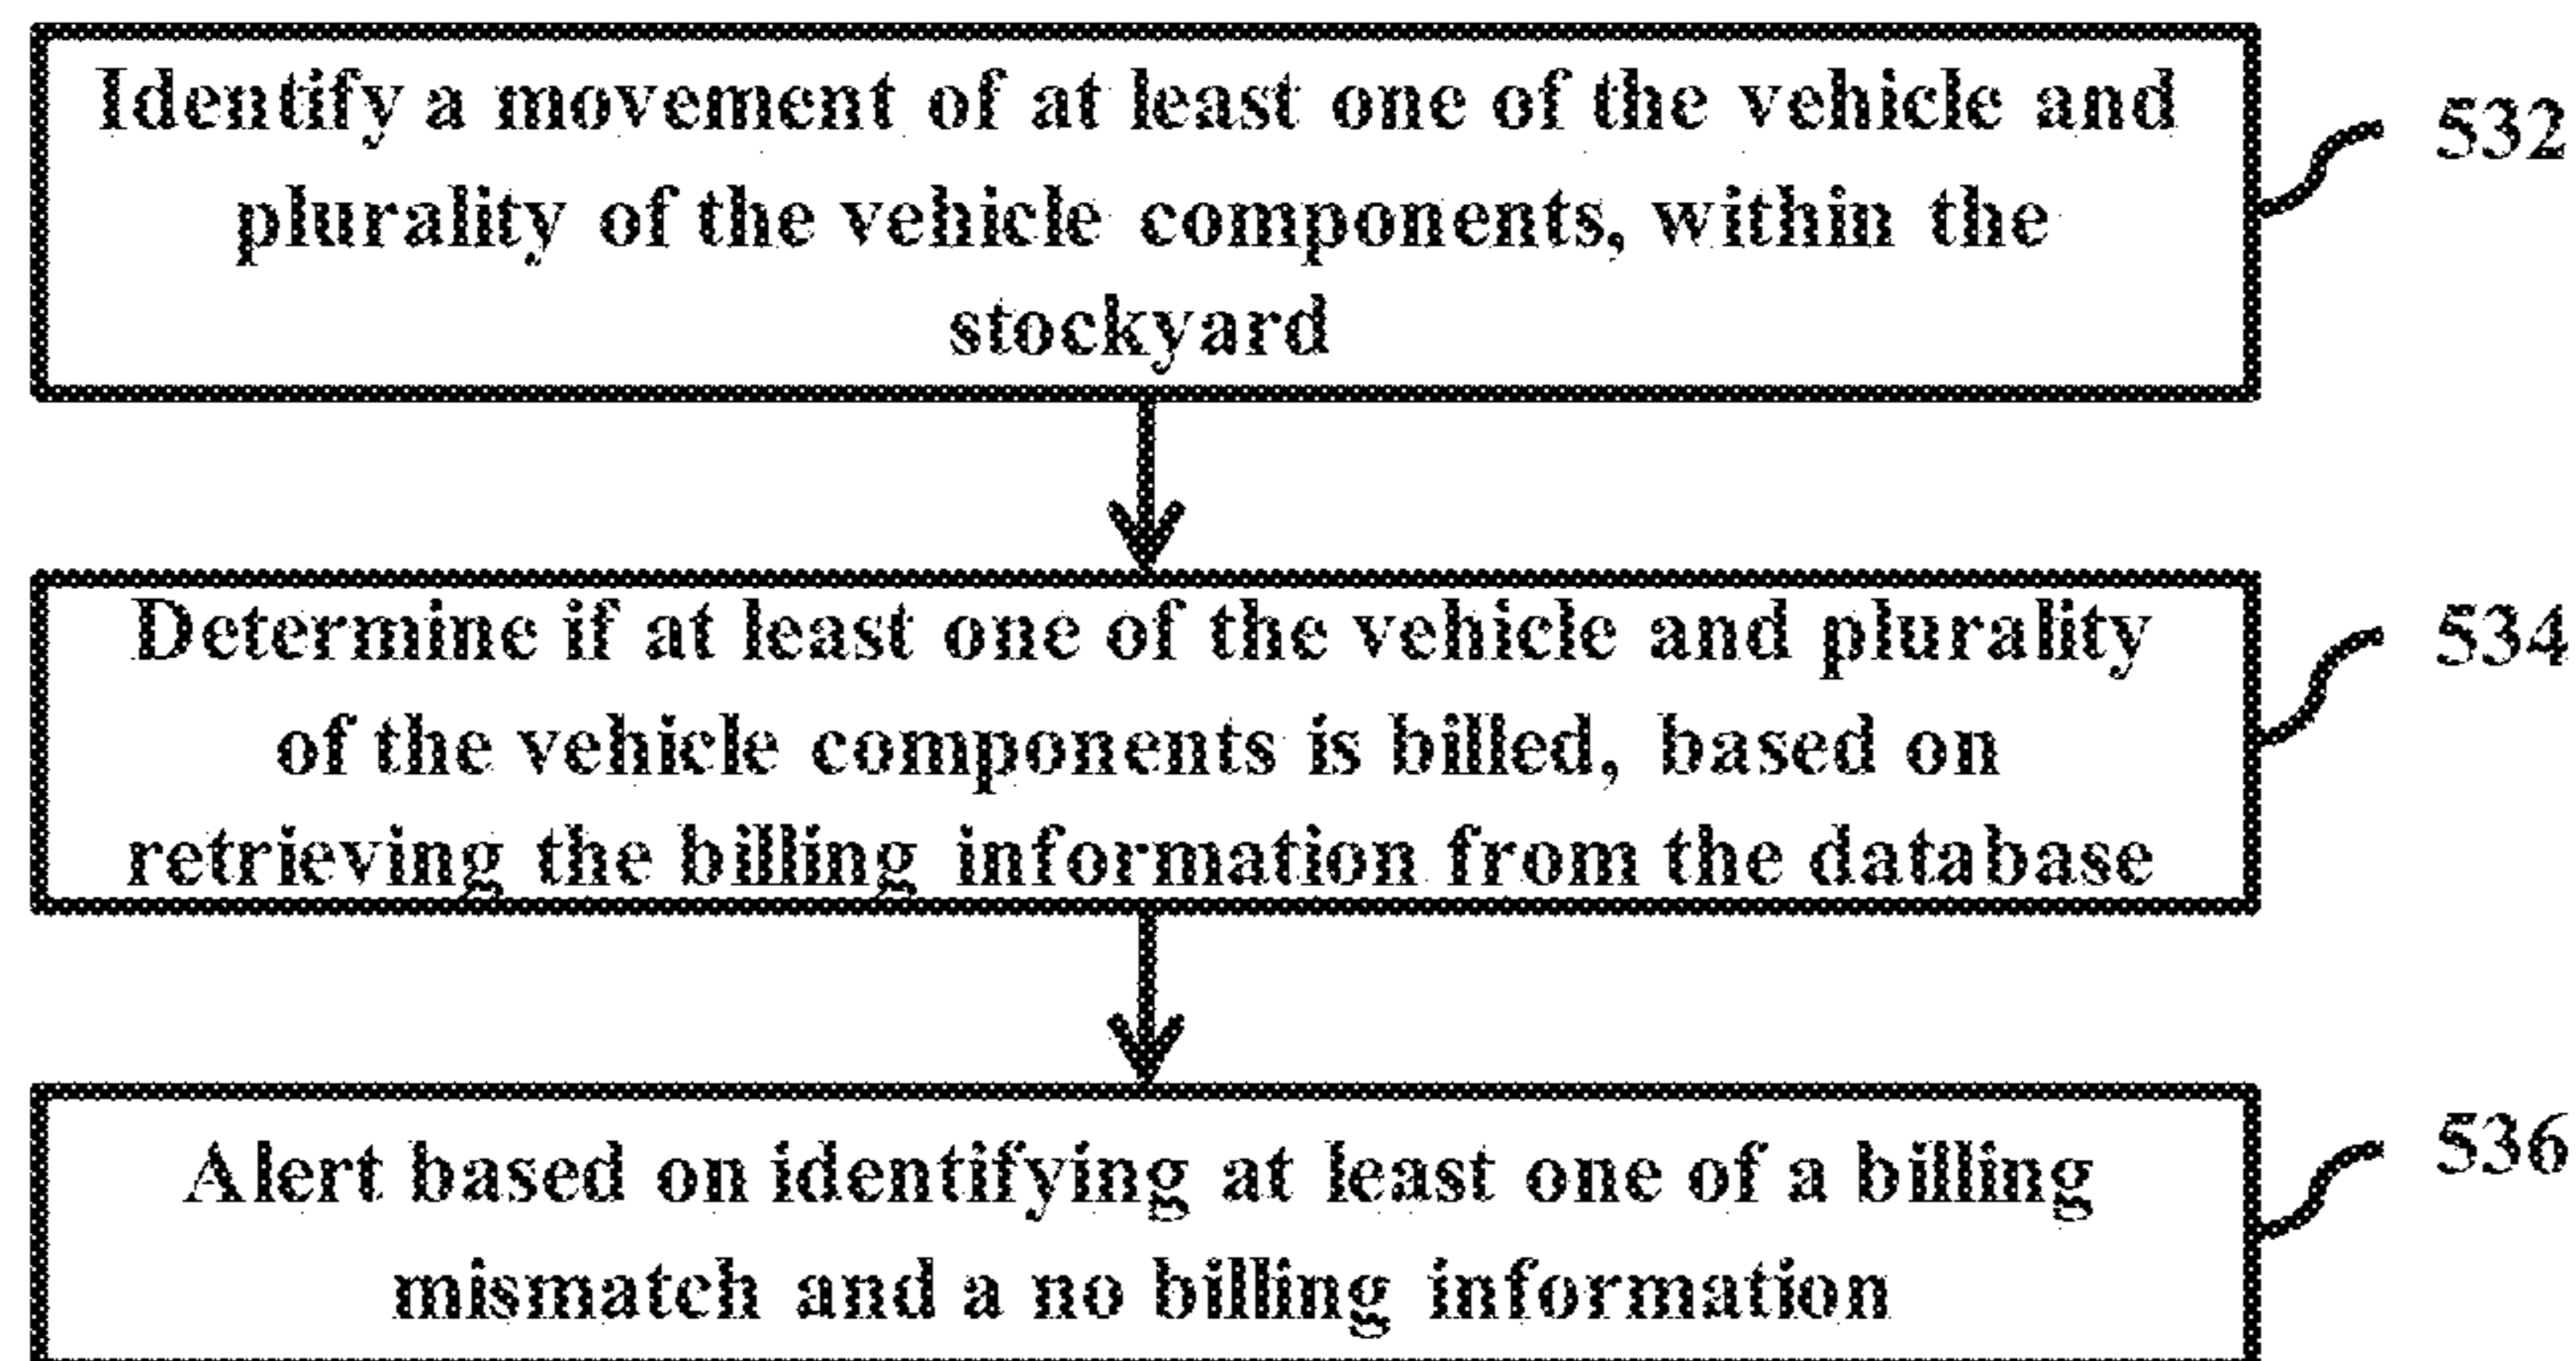 Identify a movement of at least one of the vehicle and
plurality of the vehicle components, within the
stockyard
532
Determine if at least one of the vehicle and plurality
of the vehicle components is billed, based on
retrieving the billing information from the database
534
Alert based on identifying at least one of a billing
mismatch and a no billing information
536